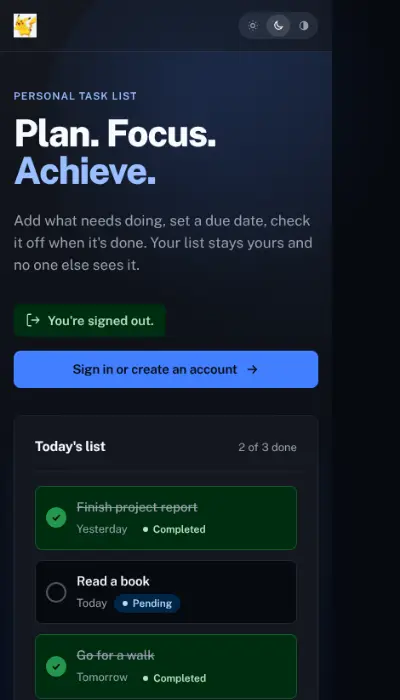 PERSONAL TASK LIST
Plan. Focus.
Achieve.
Add what needs doing, set a due date, check
it off when it's done. Your list stays yours and
no one else sees it.
You're signed out.
Sign in or create an account →
Today's list
2 of 3 done
Finish project report
Yesterday
Completed
Read a book
Today
Pending
Go for a walk
Tomorrow
Completed